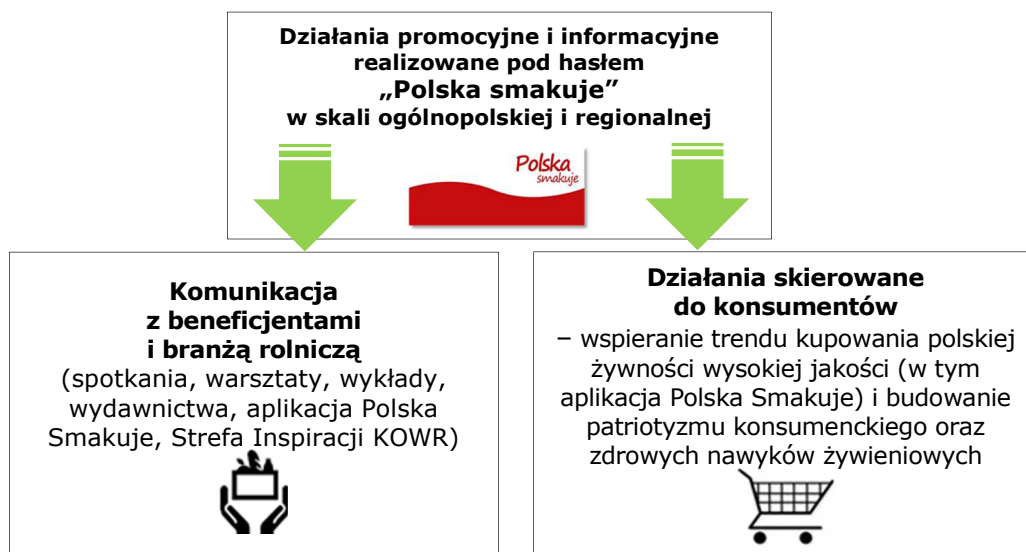 Działania promocyjne i informacyjne
realizowane pod hasłem
„Polska smakuje”
w skali ogólnopolskiej i regionalnej
Polska
smakuje
Komunikacja
z beneficjentami
i branżą rolniczą
(spotkania, warsztaty, wykłady,
wydawnictwa, aplikacja Polska
Smakuje, Strefa Inspiracji KOWR)
Działania skierowane
do konsumentów
– wspieranie trendu kupowania polskiej
żywności wysokiej jakości (w tym
aplikacja Polska Smakuje) i budowanie
patriotyzmu konsumenckiego oraz
zdrowych nawyków żywieniowych